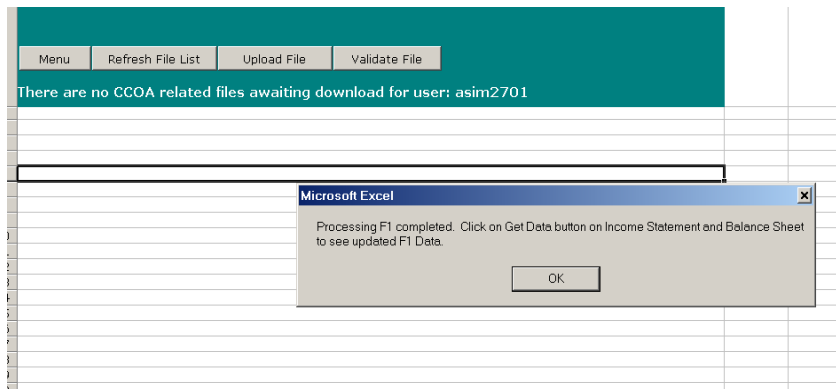 Menu
Refresh File List
Upload File
Validate File
There are no CCOA related files awaiting download for user: asim2701
Microsoft Excel
Processing F1 completed. Click on Get Data button on Income Statement and Balance Sheet
to see updated F1 Data.
OK